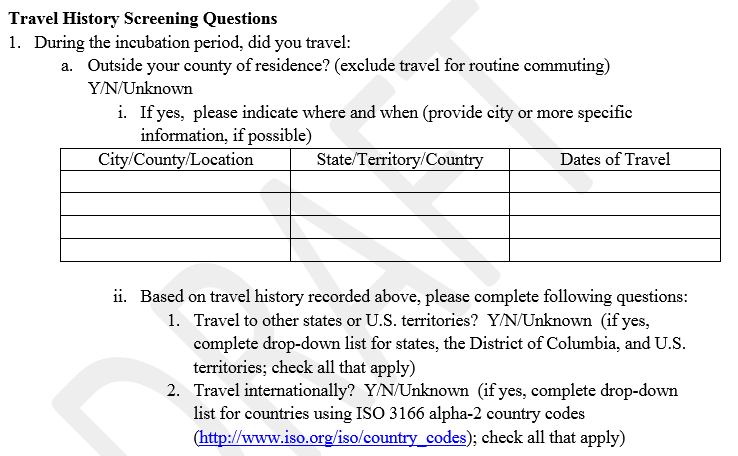 Travel History Screening Questions
1. During the incubation period, did you travel:
a. Outside your county of residence? (exclude travel for routine commuting)
Y/N/Unknown
i. If yes, please indicate where and when (provide city or more specific
information, if possible)
City/County/Location State/Territory/Country Dates of Travel
ii. Based on travel history recorded above, please complete following questions:
1. Travel to other states or U.S. territories? Y/N/Unknown (if yes,
complete drop-down list for states, the District of Columbia, and U.S.
territories; check all that apply)
2. Travel internationally? Y/N/Unknown (if yes, complete drop-down
list for countries using ISO 3166 alpha-2 country codes
(http://www.iso.org/iso/country_codes); check all that apply)
DRAFT